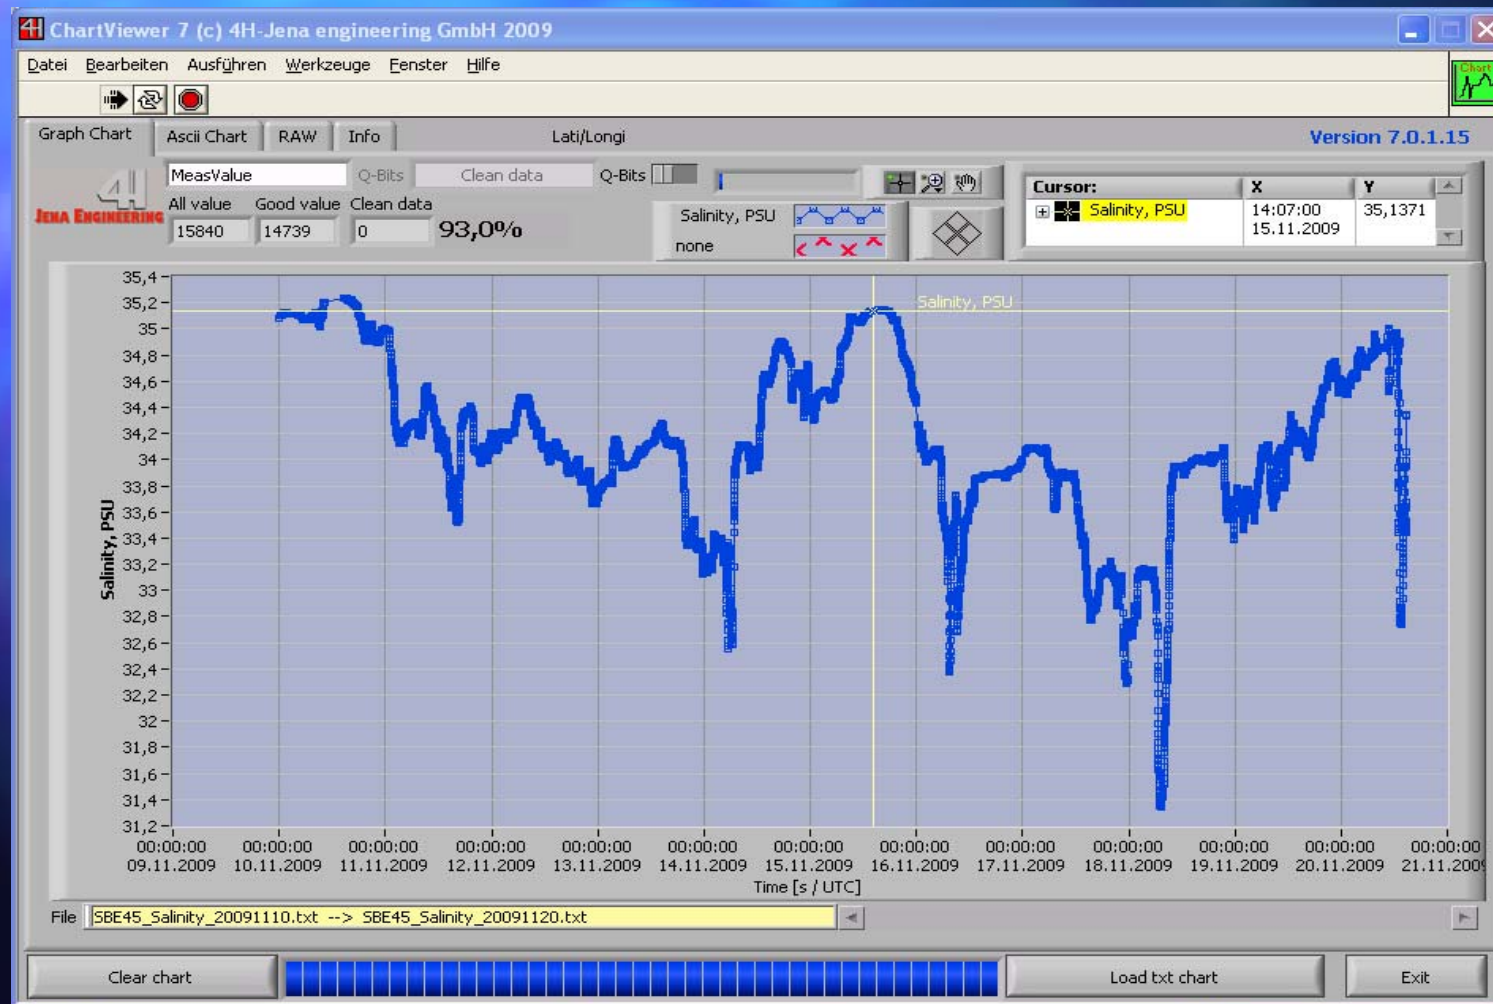 4H ChartViewer 7 (c) 4H-Jena engineering GmbH 2009
Datei Bearbeiten Ausführen Werkzeuge Fenster Hilfe
Chart
Graph Chart Ascii Chart RAW Info Lati/Longi Version 7.0.1.15
4H
JENA ENGINEERING
MeasValue Q-Bits Clean data Q-Bits
All value Good value Clean data
15840 14739 0 93,0%
Salinity, PSU
none
Cursor: X Y
Salinity, PSU 14:07:00 35,1371
15.11.2009
Salinity, PSU
35,4
35,2
35
34,8
34,6
34,4
34,2
34
33,8
33,6
33,4
33,2
33
32,8
32,6
32,4
32,2
32
31,8
31,6
31,4
31,2
Salinity, PSU
00:00:00 00:00:00 00:00:00 00:00:00 00:00:00 00:00:00 00:00:00 00:00:00 00:00:00 00:00:00 00:00:00 00:00:00 00:00:00
09.11.2009 10.11.2009 11.11.2009 12.11.2009 13.11.2009 14.11.2009 15.11.2009 16.11.2009 17.11.2009 18.11.2009 19.11.2009 20.11.2009 21.11.2009
Time [s / UTC]
File SBE45_Salinity_20091110.txt --> SBE45_Salinity_20091120.txt
Clear chart Load txt chart Exit